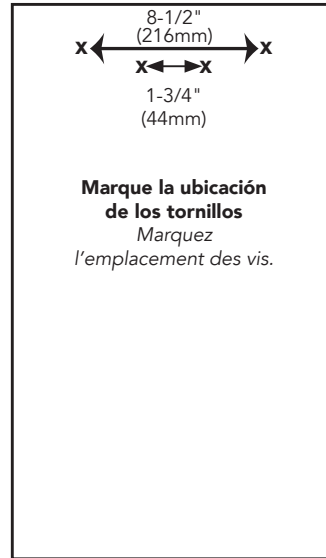 8-1/2"
(216mm)
x x
x x
1-3/4"
(44mm)
Marque la ubicación
de los tornillos
Marquez
l'emplacement des vis.